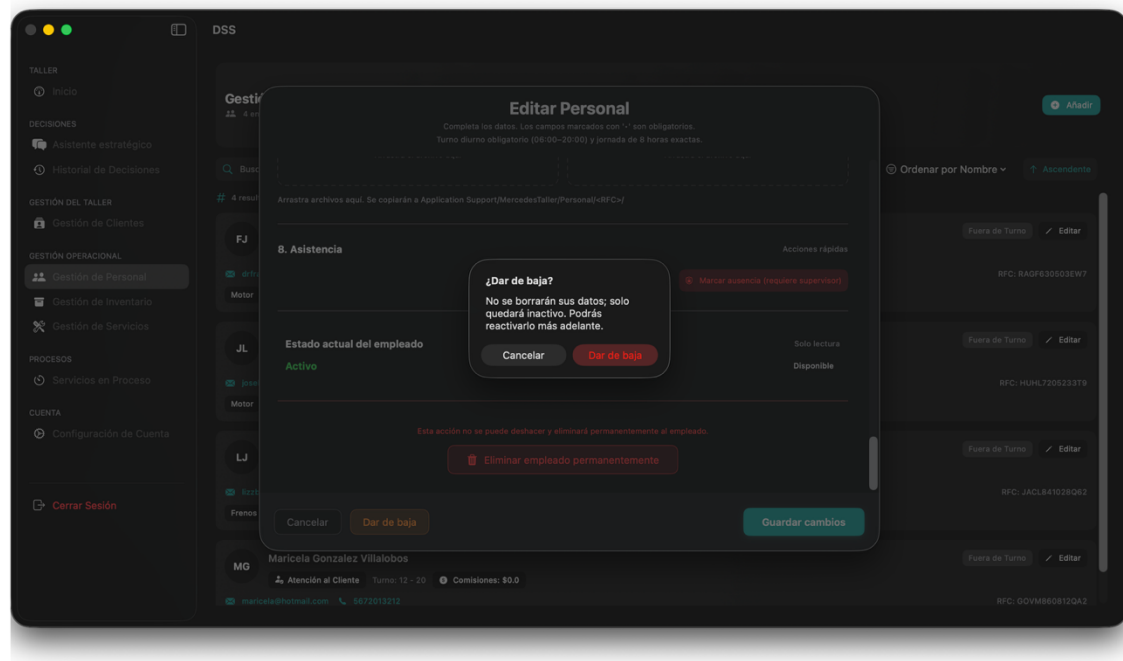 DSS
TALLER
Inicio
DECISIONES
Asistente estratégico
Historial de Decisiones
GESTIÓN DEL TALLER
Gestión de Clientes
GESTIÓN OPERACIONAL
Gestión de Personal
Gestión de Inventario
Gestión de Servicios
PROCESOS
Servicios en Proceso
CUENTA
Configuración de Cuenta
Cerrar Sesión
Añadir
Ordenar por Nombre
Ascendente
# 4
Editar Personal
Completa los datos. Los campos marcados con '-' son obligatorios.
Turno diurno obligatorio (06:00–20:00) y jornada de 8 horas exactas.
Arrastra archivos aquí. Se copiarán a Application Support/MercedesTaller/Personal/<RFC>/
8. Asistencia
Acciones rápidas
Marcar ausencia (requiere supervisor)
¿Dar de baja?
No se borrarán sus datos; solo
quedará inactivo. Podrás
reactivarlo más adelante.
Cancelar
Dar de baja
Estado actual del empleado
Solo lectura
Activo
Disponible
Esta acción no se puede deshacer y eliminará permanentemente al empleado.
Eliminar empleado permanentemente
Cancelar
Dar de baja
Guardar cambios
FJ
Fuera de Turno
Editar
RFC: RAGF630503EW7
Motor
JL
Fuera de Turno
Editar
RFC: HUHL7205233T9
Motor
LJ
Fuera de Turno
Editar
RFC: JACL841029Q62
Frenos
MG
Maricela Gonzalez Villalobos
Fuera de Turno
Editar
Atención al Cliente
Turno: 12 - 20
Comisiones: $0.0
maricela@hotmail.com
5672013212
RFC: GOVM860812QA2